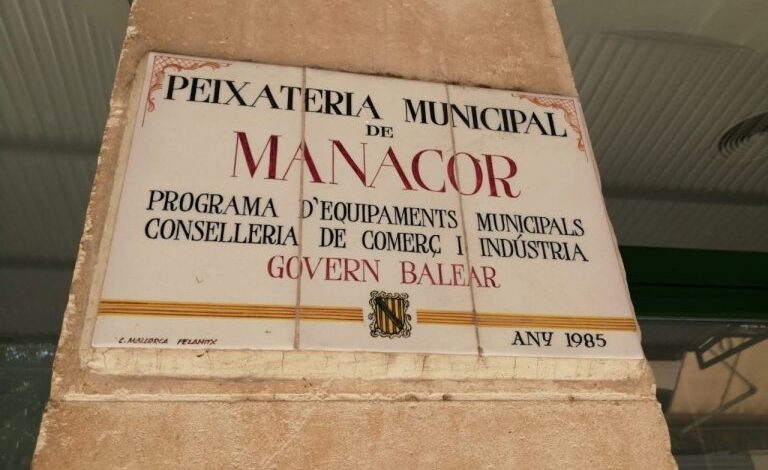 PEIXATERIA MUNICIPAL
DE
MANACOR
PROGRAMA D'EQUIPAMENTS MUNICIPALS
CONSELLERIA DE COMERÇ I INDÚSTRIA
GOVERN BALEAR
C. MALLORCA FELANITX
ANY 1985